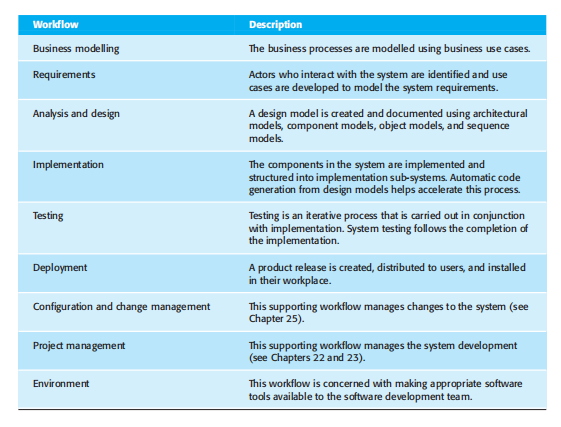 Workflow Description
Business modelling The business processes are modelled using business use cases.
Requirements Actors who interact with the system are identified and use
cases are developed to model the system requirements.
Analysis and design A design model is created and documented using architectural
models, component models, object models, and sequence
models.
Implementation The components in the system are implemented and
structured into implementation sub-systems. Automatic code
generation from design models helps accelerate this process.
Testing Testing is an iterative process that is carried out in conjunction
with implementation. System testing follows the completion of
the implementation.
Deployment A product release is created, distributed to users, and installed
in their workplace.
Configuration and change management This supporting workflow manages changes to the system (see
Chapter 25).
Project management This supporting workflow manages the system development
(see Chapters 22 and 23).
Environment This workflow is concerned with making appropriate software
tools available to the software development team.